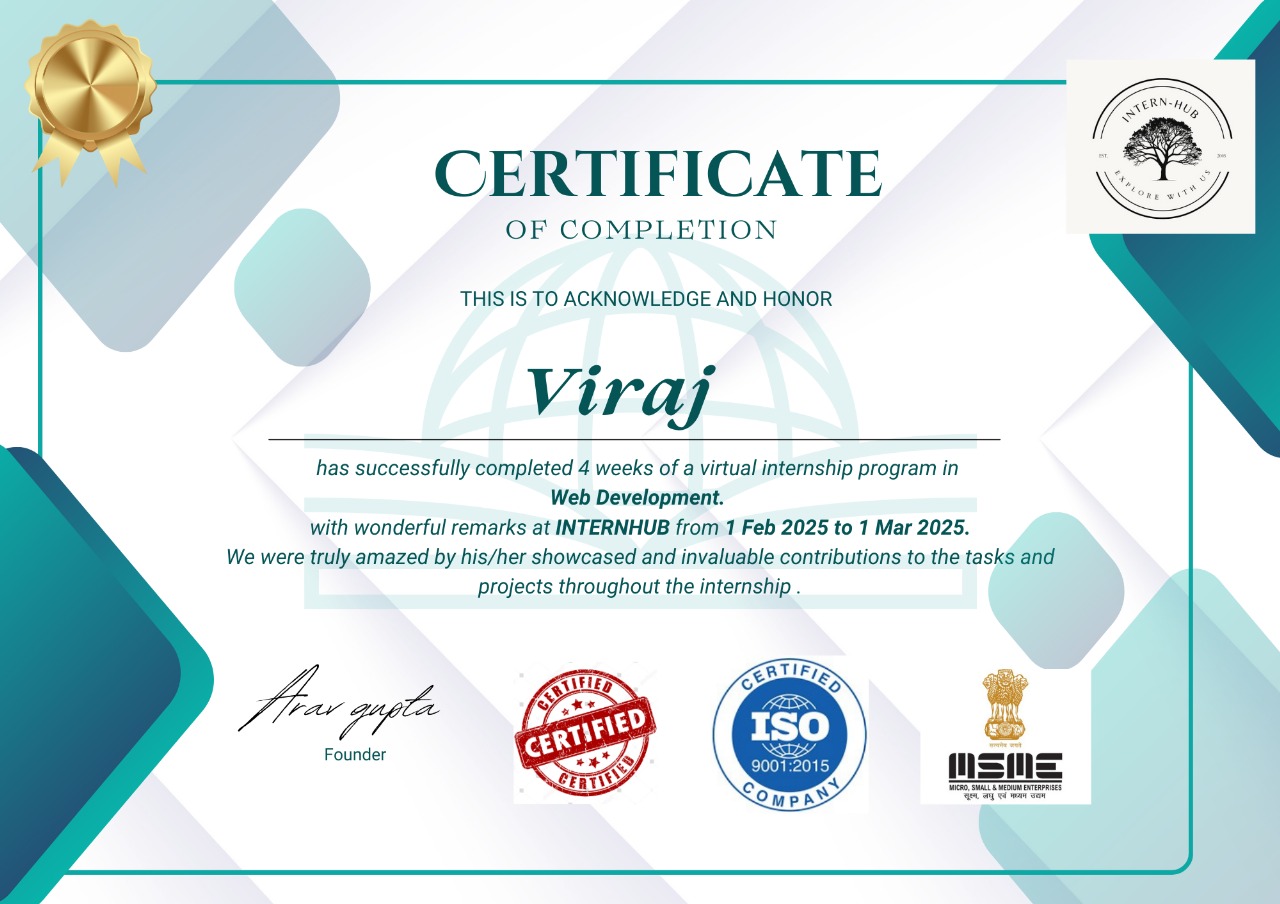 INTERN-HUB
EST.
EXPLORE WITH US
CERTIFICATE
OF COMPLETION
THIS IS TO ACKNOWLEDGE AND HONOR
Viraj
has successfully completed 4 weeks of a virtual internship program in
Web Development.
with wonderful remarks at INTERNHUB from 1 Feb 2025 to 1 Mar 2025.
We were truly amazed by his/her showcased and invaluable contributions to the tasks and
projects throughout the internship .
Arav gupta
Founder
CERTIFIED
CERTIFIED
CERTIFIED
CERTIFIED
ISO
9001:2015
COMPANY
सत्यमेव जयते
MSME
MICRO, SMALL & MEDIUM ENTERPRISES
सूक्ष्म, लघु एवं मध्यम उद्यम